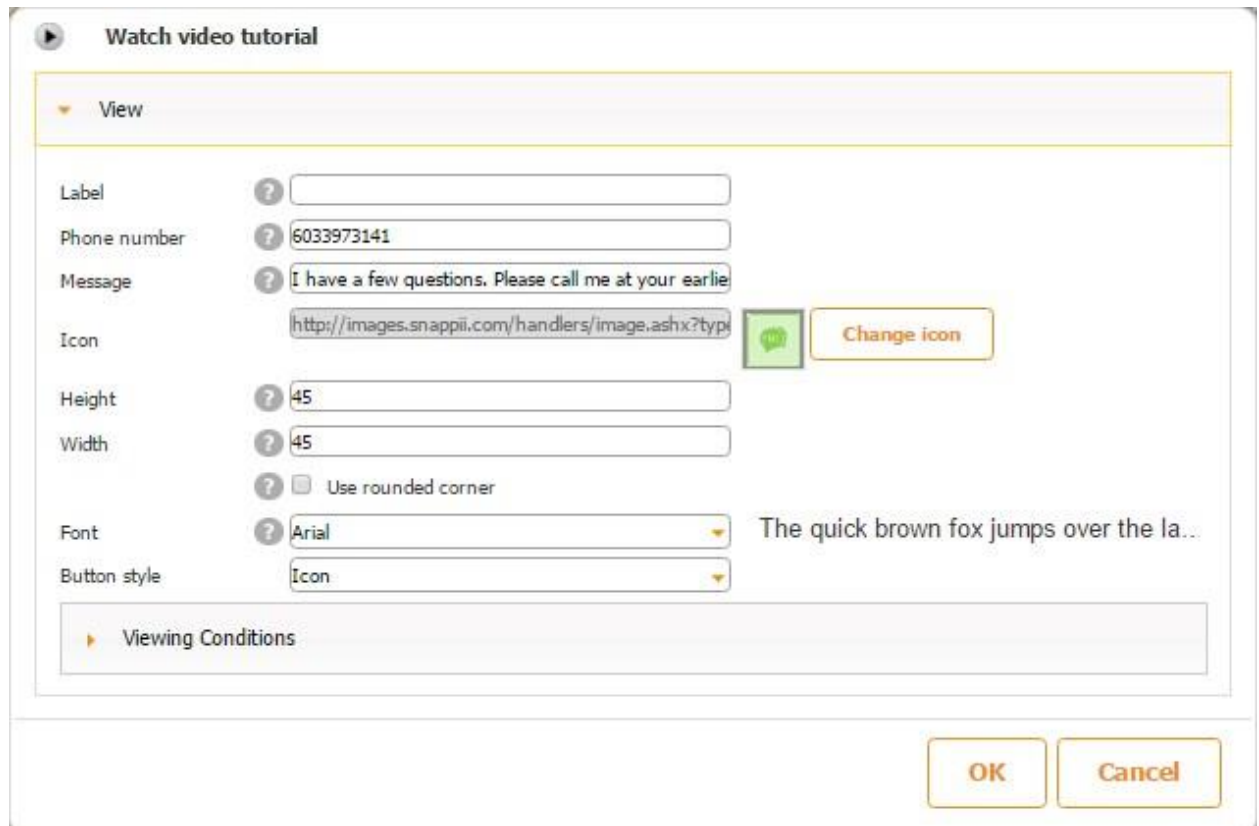 Watch video tutorial
View
Label ?
Phone number ? 6033973141
Message ? I have a few questions. Please call me at your earlie
Icon http://images.snappii.com/handlers/image.ashx?type Change icon
Height ? 45
Width ? 45
? Use rounded corner
Font ? Arial The quick brown fox jumps over the la..
Button style Icon
Viewing Conditions
OK Cancel